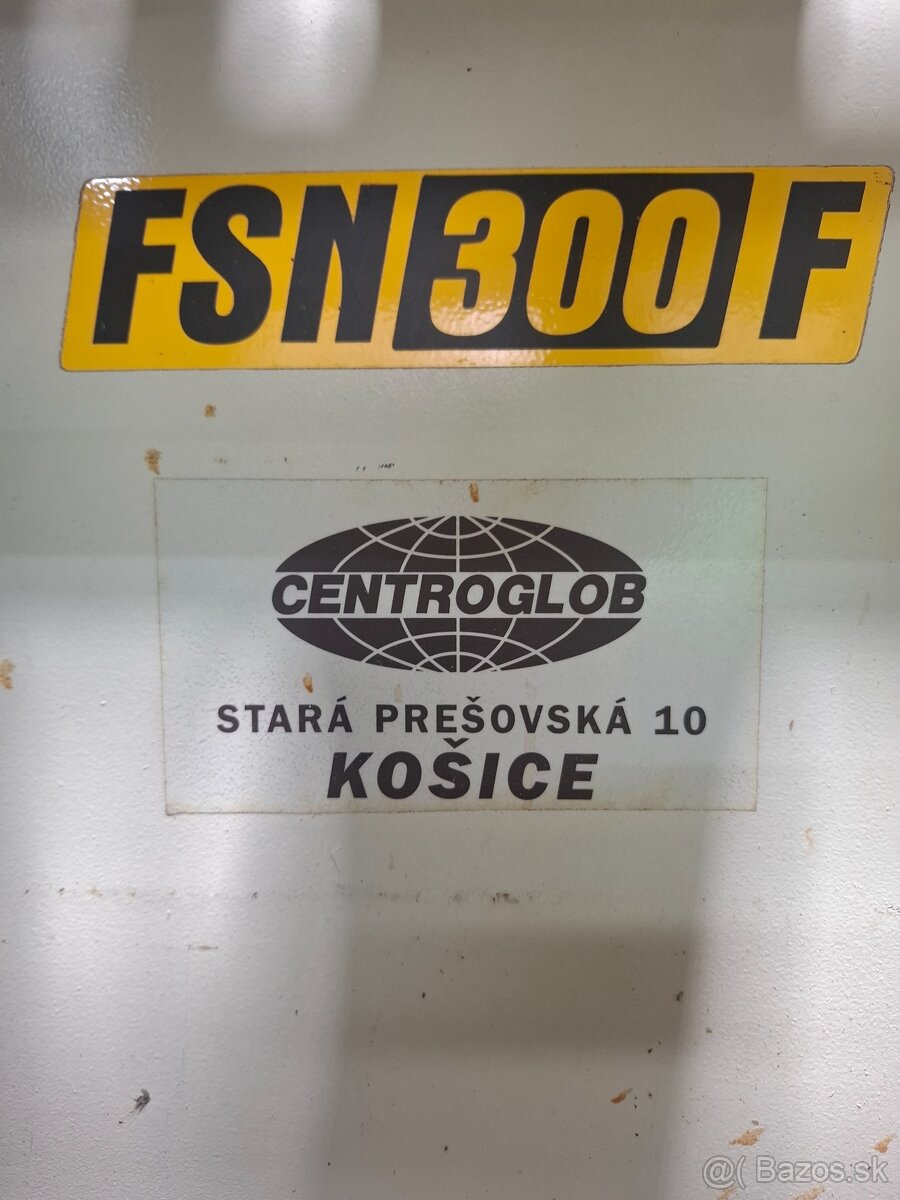 FSN300F
CENTROGLOB
STARÁ PREŠOVSKÁ 10
KOŠICE
@( Bazos.sk